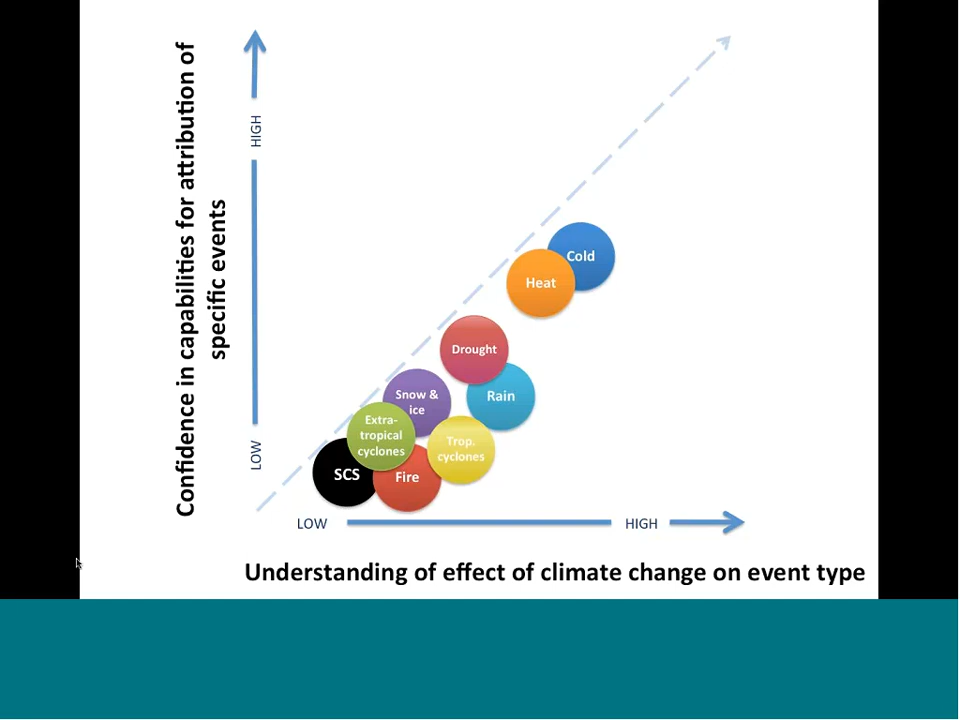 Confidence in capabilities for attribution of
specific events
HIGH
LOW
Cold
Heat
Drought
Rain
Snow &
ice
Extra-
tropical
cyclones
Trop.
cyclones
SCS
Fire
LOW
HIGH
Understanding of effect of climate change on event type